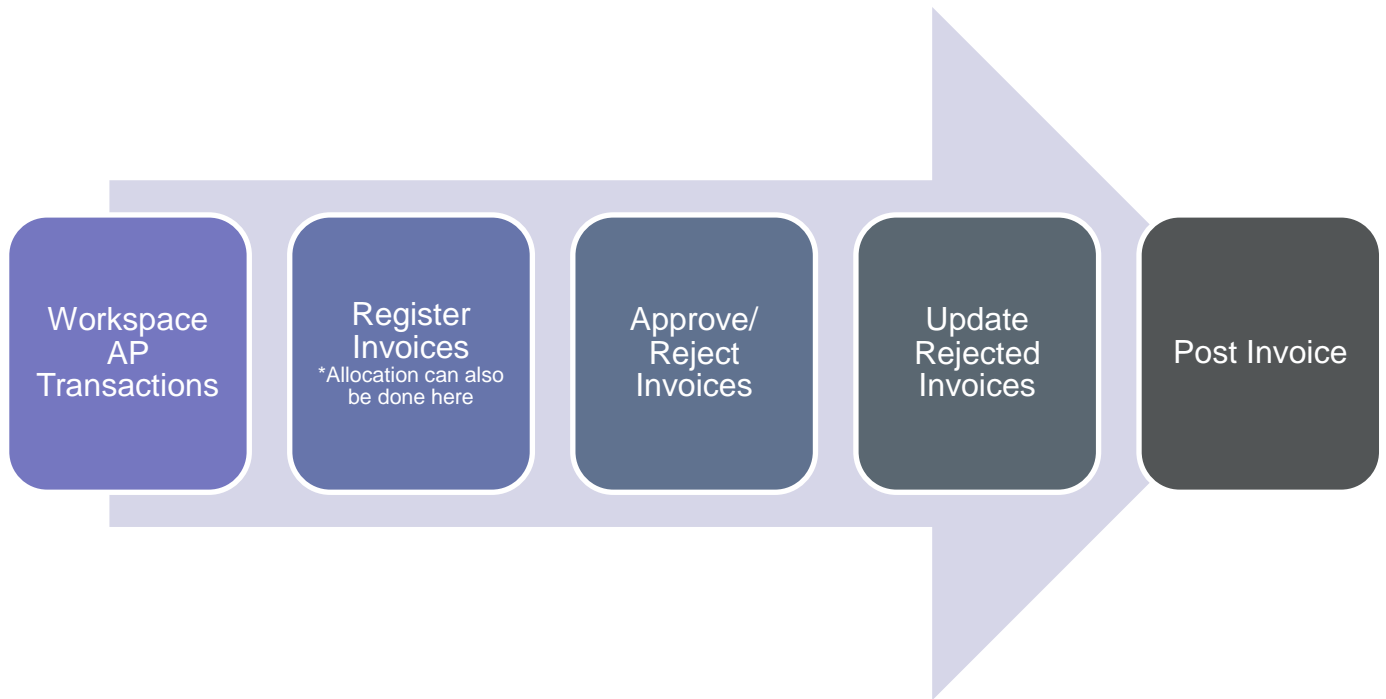 Workspace
AP
Transactions
Register
Invoices
*Allocation can also
be done here
Approve/
Reject
Invoices
Update
Rejected
Invoices
Post Invoice